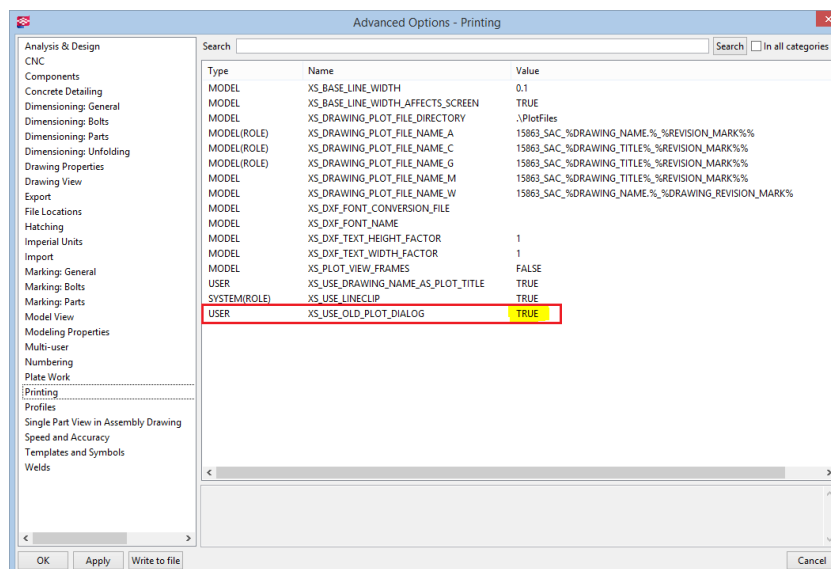 Advanced Options - Printing
Search
Search
In all categories
Analysis & Design
CNC
Components
Concrete Detailing
Dimensioning: General
Dimensioning: Bolts
Dimensioning: Parts
Dimensioning: Unfolding
Drawing Properties
Drawing View
Export
File Locations
Hatching
Imperial Units
Import
Marking: General
Marking: Bolts
Marking: Parts
Model View
Modeling Properties
Multi-user
Numbering
Plate Work
Printing
Profiles
Single Part View in Assembly Drawing
Speed and Accuracy
Templates and Symbols
Welds
Type Name Value
MODEL XS_BASE_LINE_WIDTH 0.1
MODEL XS_BASE_LINE_WIDTH_AFFECTS_SCREEN TRUE
MODEL XS_DRAWING_PLOT_FILE_DIRECTORY .\PlotFiles
MODEL(ROLE) XS_DRAWING_PLOT_FILE_NAME_A 15863_SAC_%DRAWING_NAME.%_%REVISION_MARK%%
MODEL(ROLE) XS_DRAWING_PLOT_FILE_NAME_C 15863_SAC_%DRAWING_TITLE%_%REVISION_MARK%%
MODEL(ROLE) XS_DRAWING_PLOT_FILE_NAME_G 15863_SAC_%DRAWING_TITLE%_%REVISION_MARK%%
MODEL XS_DRAWING_PLOT_FILE_NAME_M 15863_SAC_%DRAWING_TITLE%_%REVISION_MARK%%
MODEL XS_DRAWING_PLOT_FILE_NAME_W 15863_SAC_%DRAWING_NAME.%_%DRAWING_REVISION_MARK%
MODEL XS_DXF_FONT_CONVERSION_FILE
MODEL XS_DXF_FONT_NAME
MODEL XS_DXF_TEXT_HEIGHT_FACTOR 1
MODEL XS_DXF_TEXT_WIDTH_FACTOR 1
MODEL XS_PLOT_VIEW_FRAMES FALSE
USER XS_USE_DRAWING_NAME_AS_PLOT_TITLE TRUE
SYSTEM(ROLE) XS_USE_LINECLIP TRUE
USER XS_USE_OLD_PLOT_DIALOG TRUE
OK
Apply
Write to file
Cancel